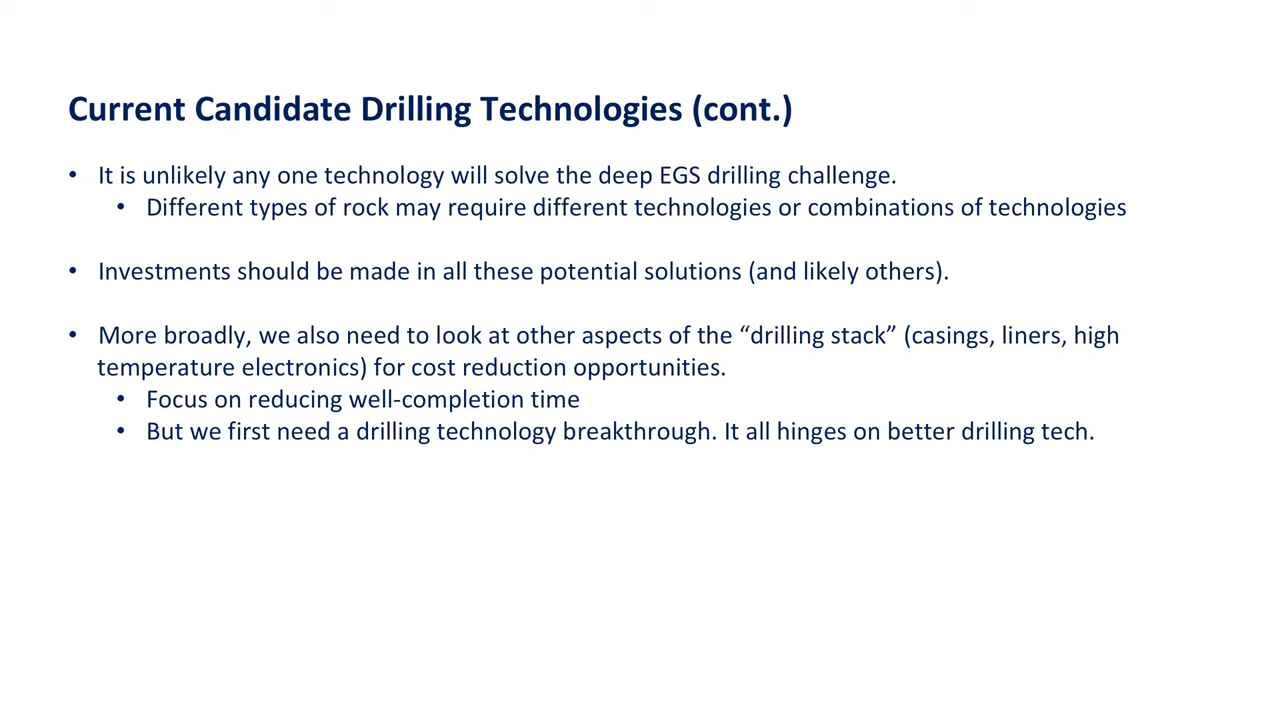 Current Candidate Drilling Technologies (cont.)
• It is unlikely any one technology will solve the deep EGS drilling challenge.
• Different types of rock may require different technologies or combinations of technologies
• Investments should be made in all these potential solutions (and likely others).
• More broadly, we also need to look at other aspects of the “drilling stack” (casings, liners, high
temperature electronics) for cost reduction opportunities.
• Focus on reducing well-completion time
• But we first need a drilling technology breakthrough. It all hinges on better drilling tech.